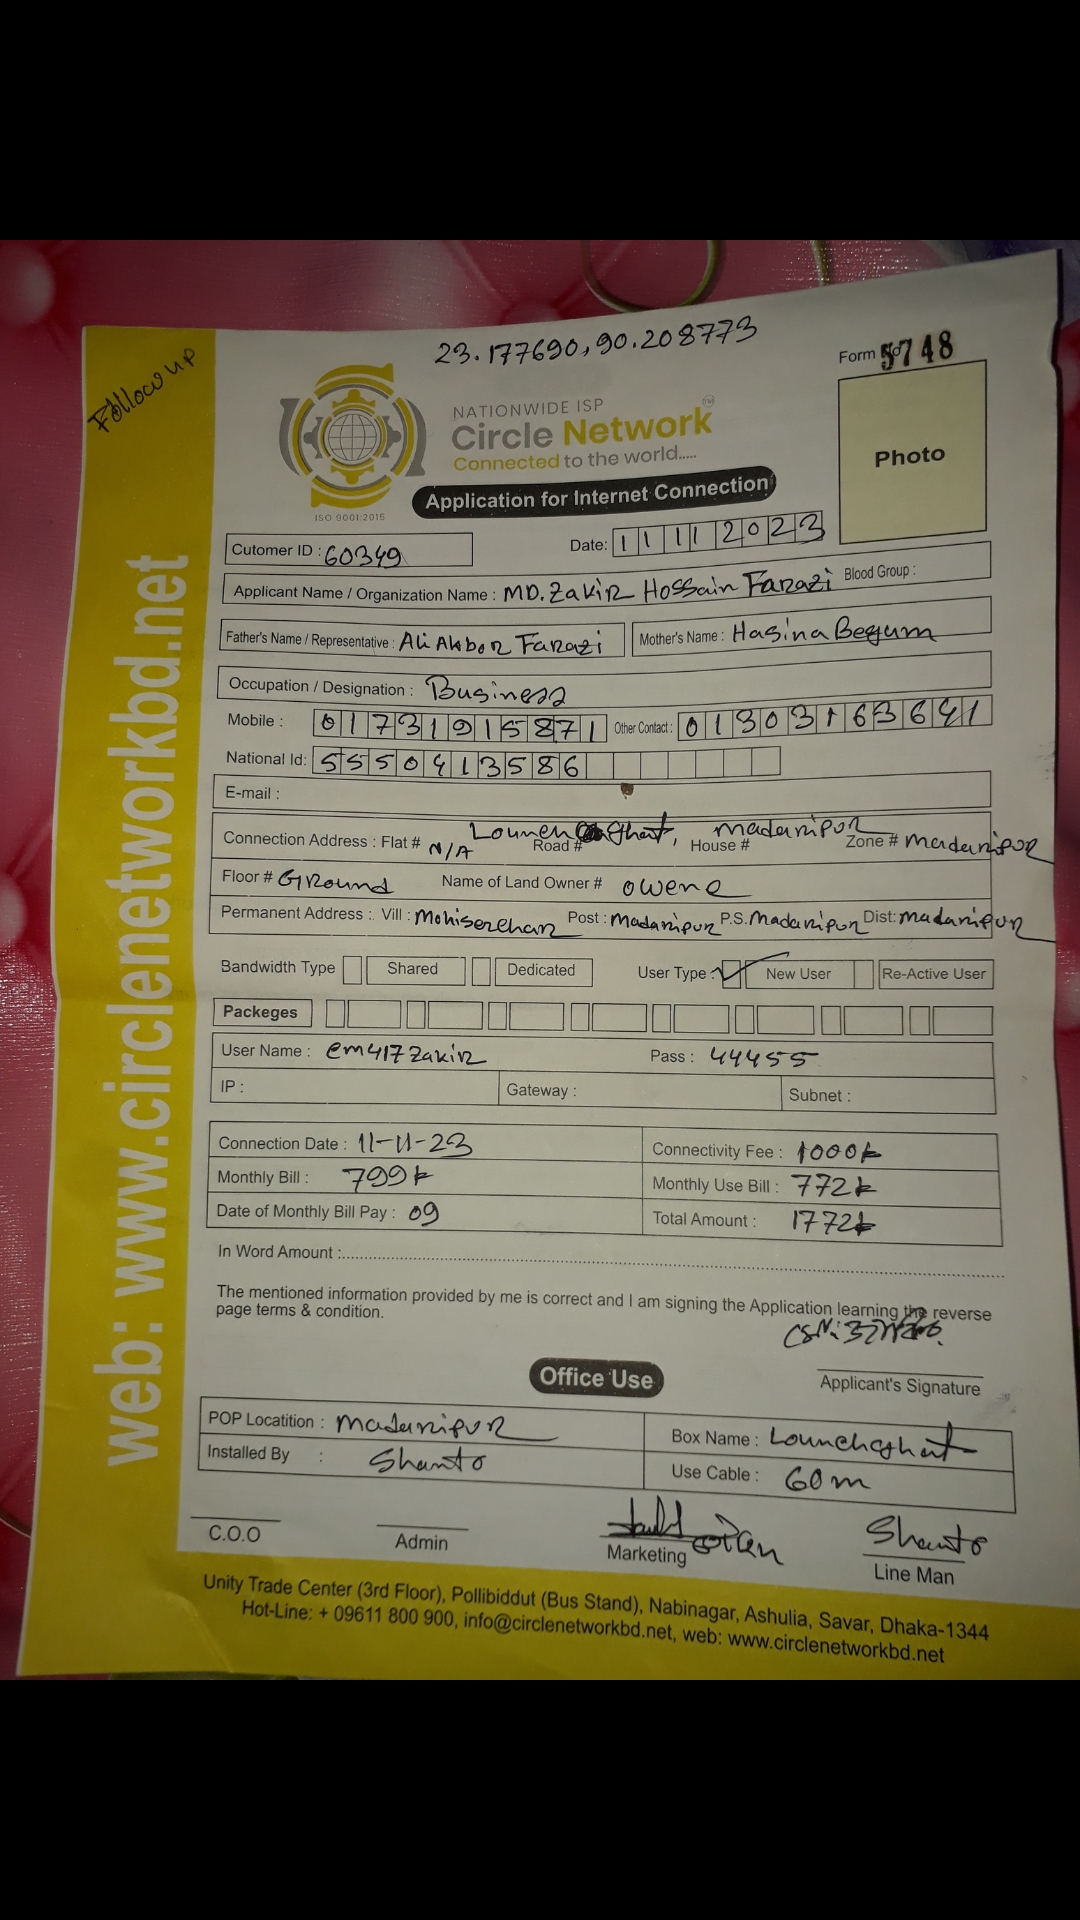 Follow up
23.177690, 90.208773
Form 5748
NATIONWIDE ISP
Circle Network
TM
Connected to the world.....
ISO 9001:2015
Application for Internet Connection
Photo
Cutomer ID : 60349
Date: 11112023
Applicant Name / Organization Name : MD. Zakir Hossain Farazi Blood Group :
Father's Name / Representative : Ali Akbor Farazi Mother's Name : Hasina Begum
Occupation / Designation : Business
Mobile : 01731915871 Other Contact : 01303163641
National Id: 5550413586
E-mail :
Connection Address : Flat # N/A Road # Lounch ghat, House # Madaripur Zone # Madaripur
Floor # Ground Name of Land Owner # owene
Permanent Address : Vill : Mohiserchar Post : Madaripur P.S. Madaripur Dist: Madaripur
Bandwidth Type Shared Dedicated User Type : New User Re-Active User
Packeges
User Name : em417zakir Pass : 44455
IP : Gateway : Subnet :
Connection Date : 11-11-23 Connectivity Fee : 1000
Monthly Bill : 799 Monthly Use Bill : 772
Date of Monthly Bill Pay : 09 Total Amount : 1772
In Word Amount :
The mentioned information provided by me is correct and I am signing the Application learning the reverse
page terms & condition.
Applicant's Signature
Office Use
POP Locatition : Madaripur Box Name : Lounchghat
Installed By : Shanto Use Cable : 60m
C.O.O Admin Marketing Shanto Line Man
Unity Trade Center (3rd Floor), Pollibiddut (Bus Stand), Nabinagar, Ashulia, Savar, Dhaka-1344
Hot-Line: + 09611 800 900, info@circlenetworkbd.net, web: www.circlenetworkbd.net
web: www.circlenetworkbd.net